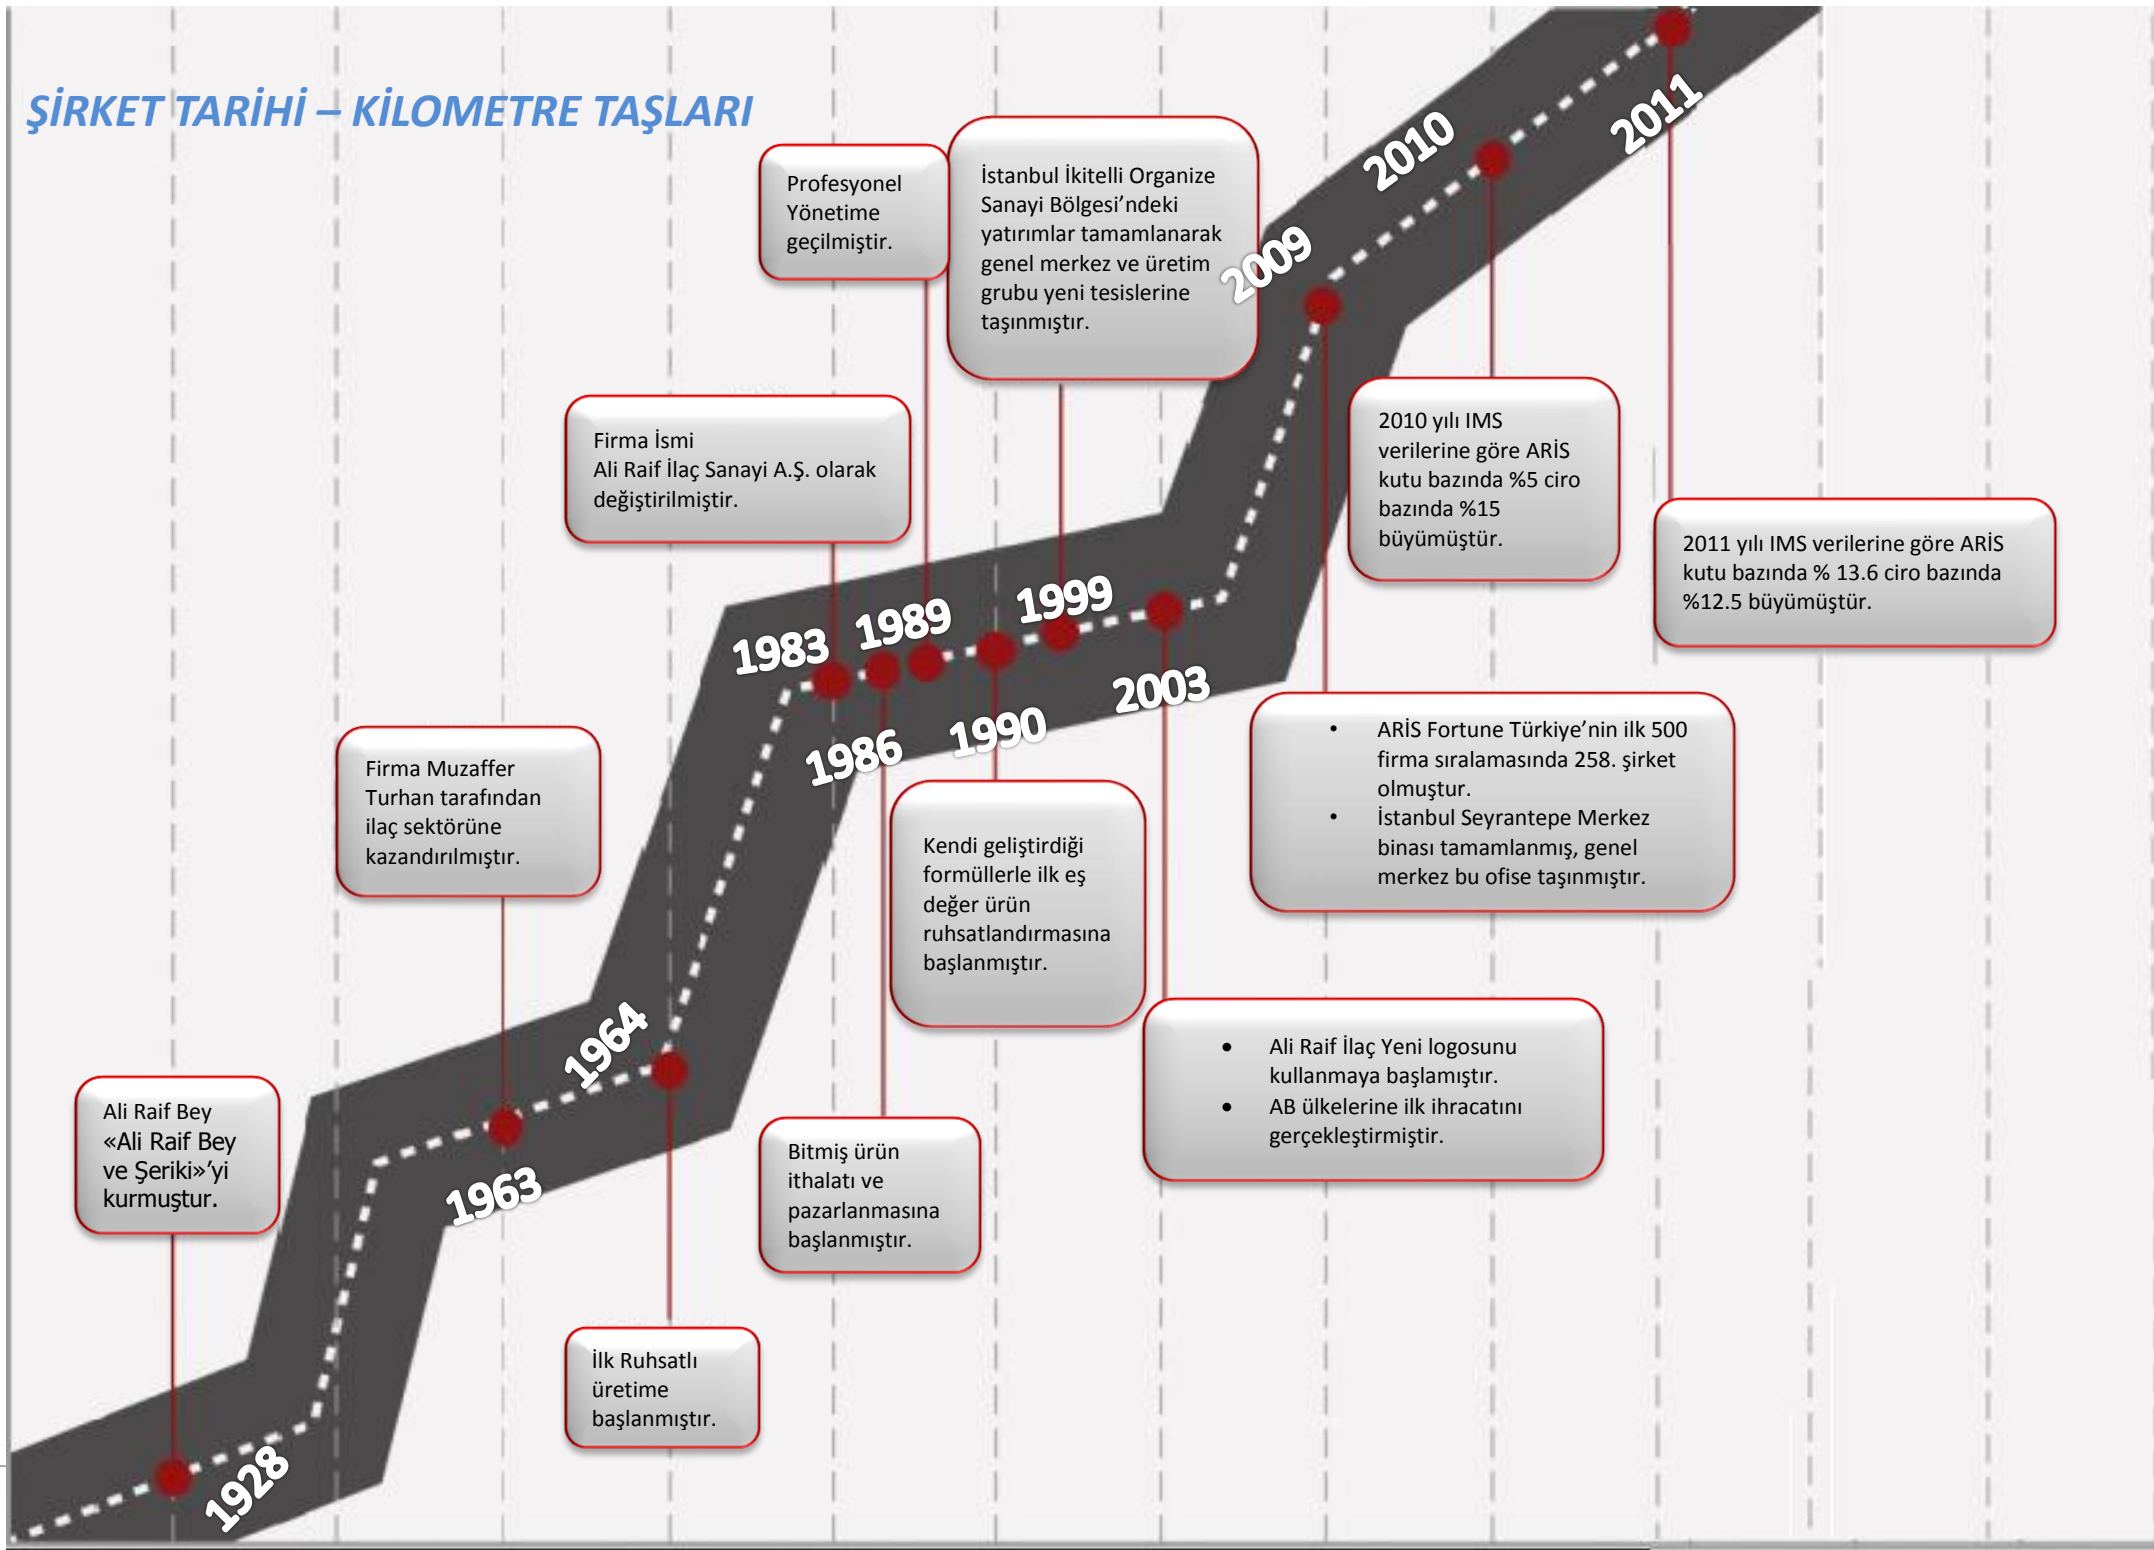 ŞİRKET TARİHİ – KİLOMETRE TAŞLARI
Ali Raif Bey
«Ali Raif Bey
ve Şeriki»’yi
kurmuştur.
1928
Firma Muzaffer
Turhan tarafından
ilaç sektörüne
kazandırılmıştır.
1963
1964
İlk Ruhsatlı
üretime
başlanmıştır.
Firma İsmi
Ali Raif İlaç Sanayi A.Ş. olarak
değiştirilmiştir.
1983
1986
Bitmiş ürün
ithalatı ve
pazarlanmasına
başlanmıştır.
Profesyonel
Yönetime
geçilmiştir.
1989
1990
Kendi geliştirdiği
formüllerle ilk eş
değer ürün
ruhsatlandırmasına
başlanmıştır.
İstanbul İkitelli Organize
Sanayi Bölgesi’ndeki
yatırımlar tamamlanarak
genel merkez ve üretim
grubu yeni tesislerine
taşınmıştır.
1999
2003
• Ali Raif İlaç Yeni logosunu
kullanmaya başlamıştır.
• AB ülkelerine ilk ihracatını
gerçekleştirmiştir.
2009
• ARİS Fortune Türkiye’nin ilk 500
firma sıralamasında 258. şirket
olmuştur.
• İstanbul Seyrantepe Merkez
binası tamamlanmış, genel
merkez bu ofise taşınmıştır.
2010
2010 yılı IMS
verilerine göre ARİS
kutu bazında %5 ciro
bazında %15
büyümüştür.
2011
2011 yılı IMS verilerine göre ARİS
kutu bazında % 13.6 ciro bazında
%12.5 büyümüştür.